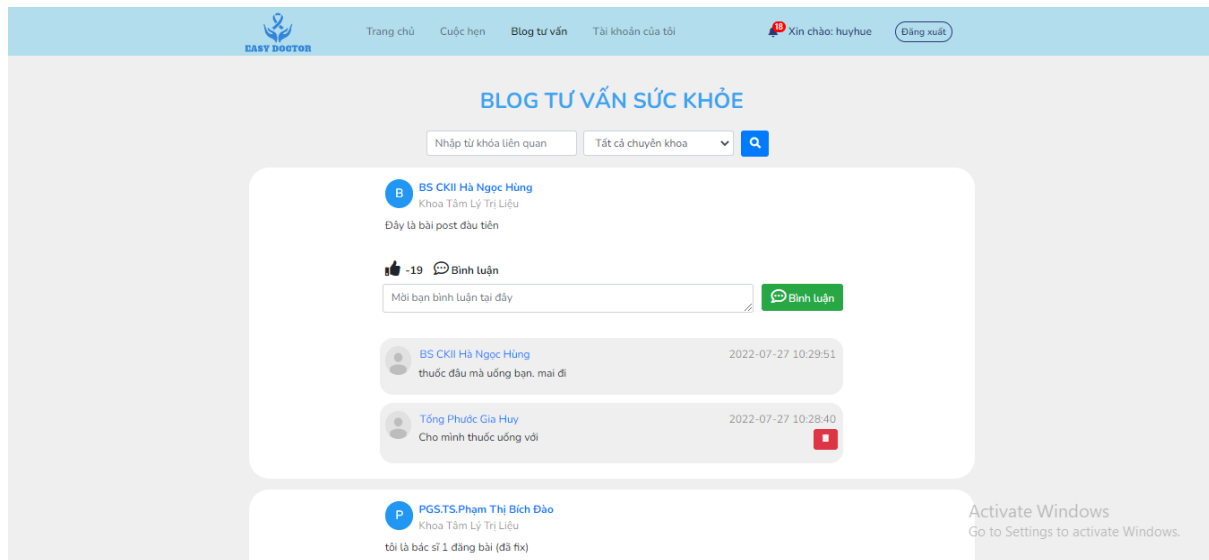 EASY DOCTOR
Trang chủ Cuộc hẹn Blog tư vấn Tài khoản của tôi 18 Xin chào: huyhue Đăng xuất
BLOG TƯ VẤN SỨC KHỎE
Nhập từ khóa liên quan Tất cả chuyên khoa
B BS CKII Hà Ngọc Hùng
Khoa Tâm Lý Trị Liệu
Đây là bài post đàu tiên
-19 Bình luận
Mời bạn bình luận tại đây Bình luận
BS CKII Hà Ngọc Hùng 2022-07-27 10:29:51
thuốc đâu mà uống bạn. mai đi
Tống Phước Gia Huy 2022-07-27 10:28:40
Cho mình thuốc uống với
P PGS.TS.Phạm Thị Bích Đào
Khoa Tâm Lý Trị Liệu
tôi là bác sĩ 1 đăng bài (đã fix)
Activate Windows
Go to Settings to activate Windows.